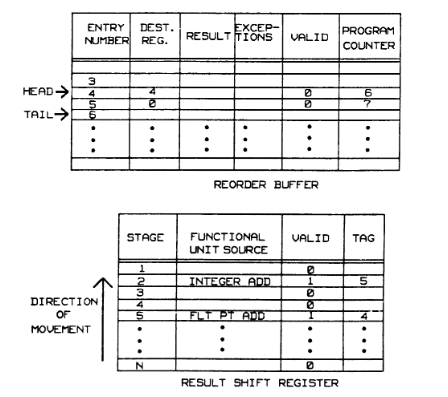 ENTRY NUMBER DEST. REG. RESULT EXCEP- TIONS VALID PROGRAM COUNTER
3
HEAD→ 4 4 0 6
5 0 0 7
TAIL→ 6
REORDER BUFFER
STAGE FUNCTIONAL UNIT SOURCE VALID TAG
1 0
2 INTEGER ADD 1 5
3 0
4 0
5 FLT PT ADD 1 4
N 0
DIRECTION
OF
MOVEMENT
RESULT SHIFT REGISTER